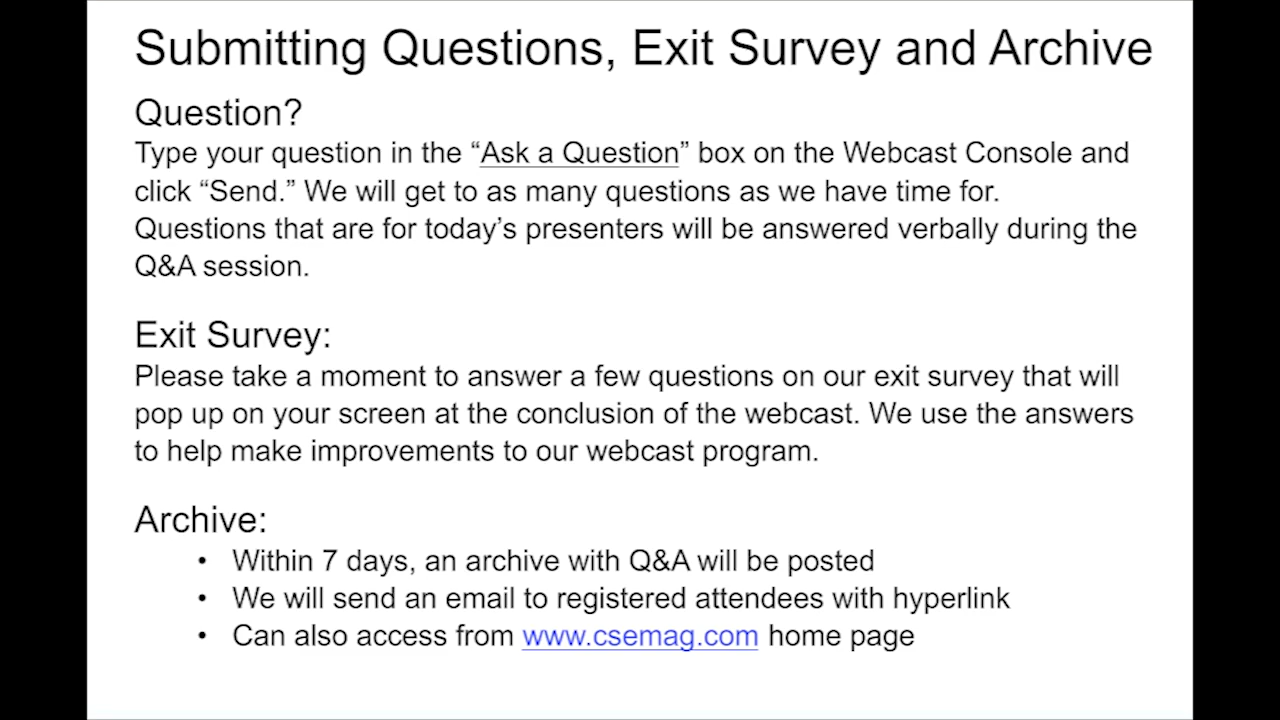 Submitting Questions, Exit Survey and Archive
Question?
Type your question in the “Ask a Question” box on the Webcast Console and
click “Send.” We will get to as many questions as we have time for.
Questions that are for today’s presenters will be answered verbally during the
Q&A session.
Exit Survey:
Please take a moment to answer a few questions on our exit survey that will
pop up on your screen at the conclusion of the webcast. We use the answers
to help make improvements to our webcast program.
Archive:
• Within 7 days, an archive with Q&A will be posted
• We will send an email to registered attendees with hyperlink
• Can also access from www.csemag.com home page